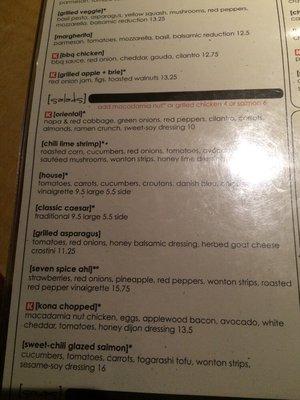 [grilled veggie]*
basil pesto, asparagus, yellow squash, mushrooms, red peppers,
mozzarella, balsamic reduction 13.25
[margherita]
parmesan, tomatoes, mozzarella, basil, balsamic reduction 12.5
K [bbq chicken]
bbq sauce, red onion, cheddar, gouda, cilantro 12.75
K [grilled apple + brie]*
red onion jam, figs, toasted walnuts 13.25
[salads]
add macadamia nut* or grilled chicken 4 or salmon 6
K [oriental]*
napa & red cabbage, green onions, red peppers, cilantro, carrots,
almonds, ramen crunch, sweet-soy dressing 10
[chili lime shrimp]*•
roasted corn, cucumbers, red onions, tomatoes,
sautéed mushrooms, wonton strips, honey lime
[house]*
tomatoes, carrots, cucumbers, croutons, danish bleu,
vinaigrette 9.5 large 5.5 side
[classic caesar]*
traditional 9.5 large 5.5 side
[grilled asparagus]
tomatoes, red onions, honey balsamic dressing, herbed goat cheese
crostini 11.25
[seven spice ahi]**
strawberries, red onions, pineapple, red peppers, wonton strips, roasted
red pepper vinaigrette 15.75
K [kona chopped]*
macadamia nut chicken, eggs, applewood bacon, avocado, white
cheddar, tomatoes, honey dijon dressing 13.5
[sweet-chili glazed salmon]*
cucumbers, tomatoes, carrots, togarashi tofu, wonton strips,
sesame-soy dressing 16